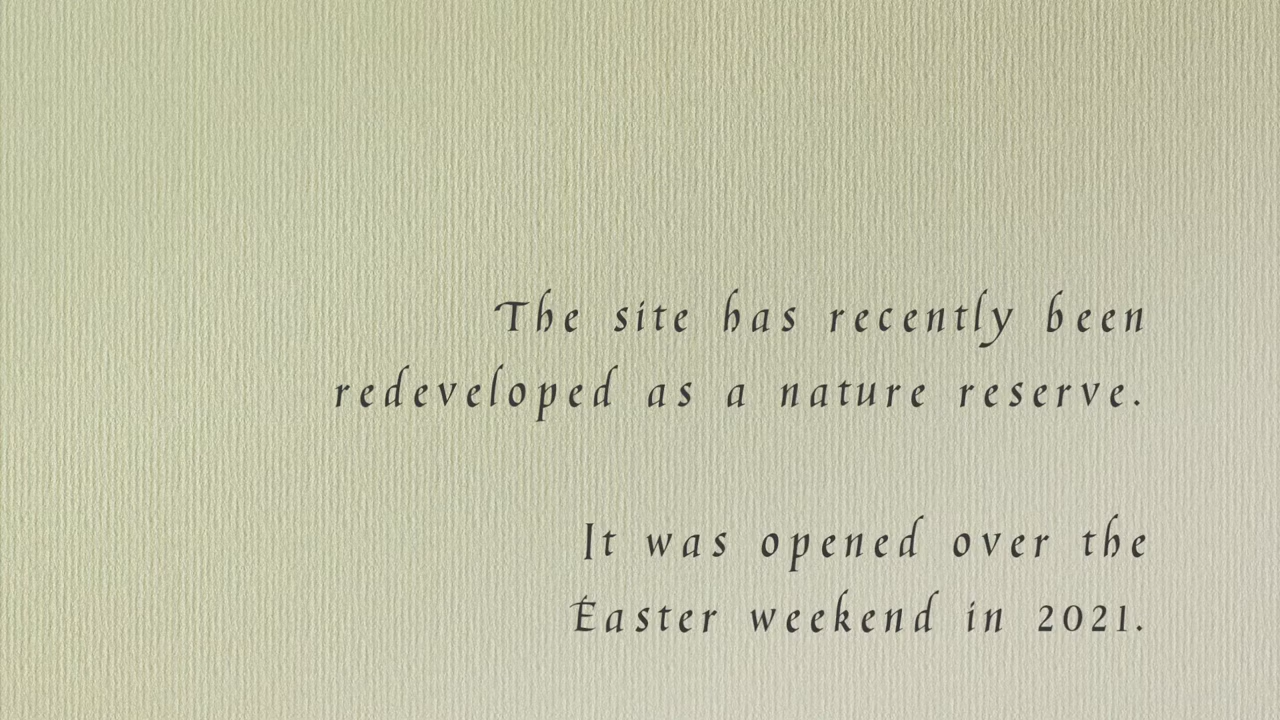 The site has recently been
redeveloped as a nature reserve.
It was opened over the
Easter weekend in 2021.